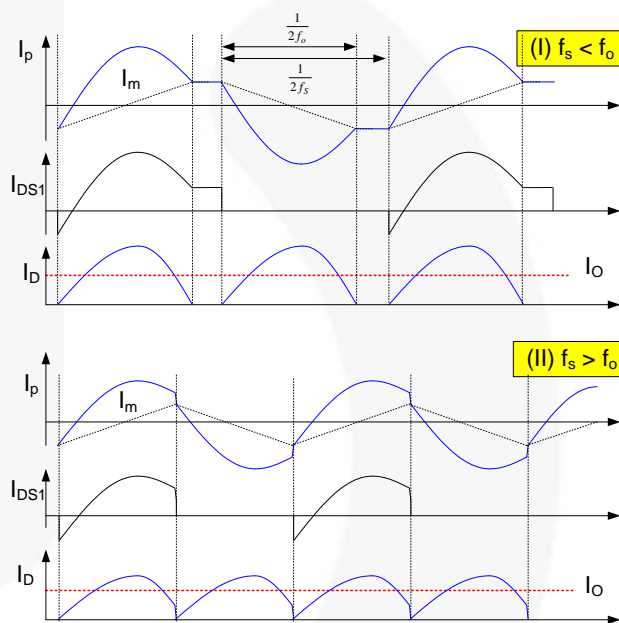 I_p
(I) f_s < f_o
1/(2f_o)
1/(2f_S)
I_m
I_DS1
I_D
I_O
(II) f_s > f_o
I_p
I_m
I_DS1
I_D
I_O